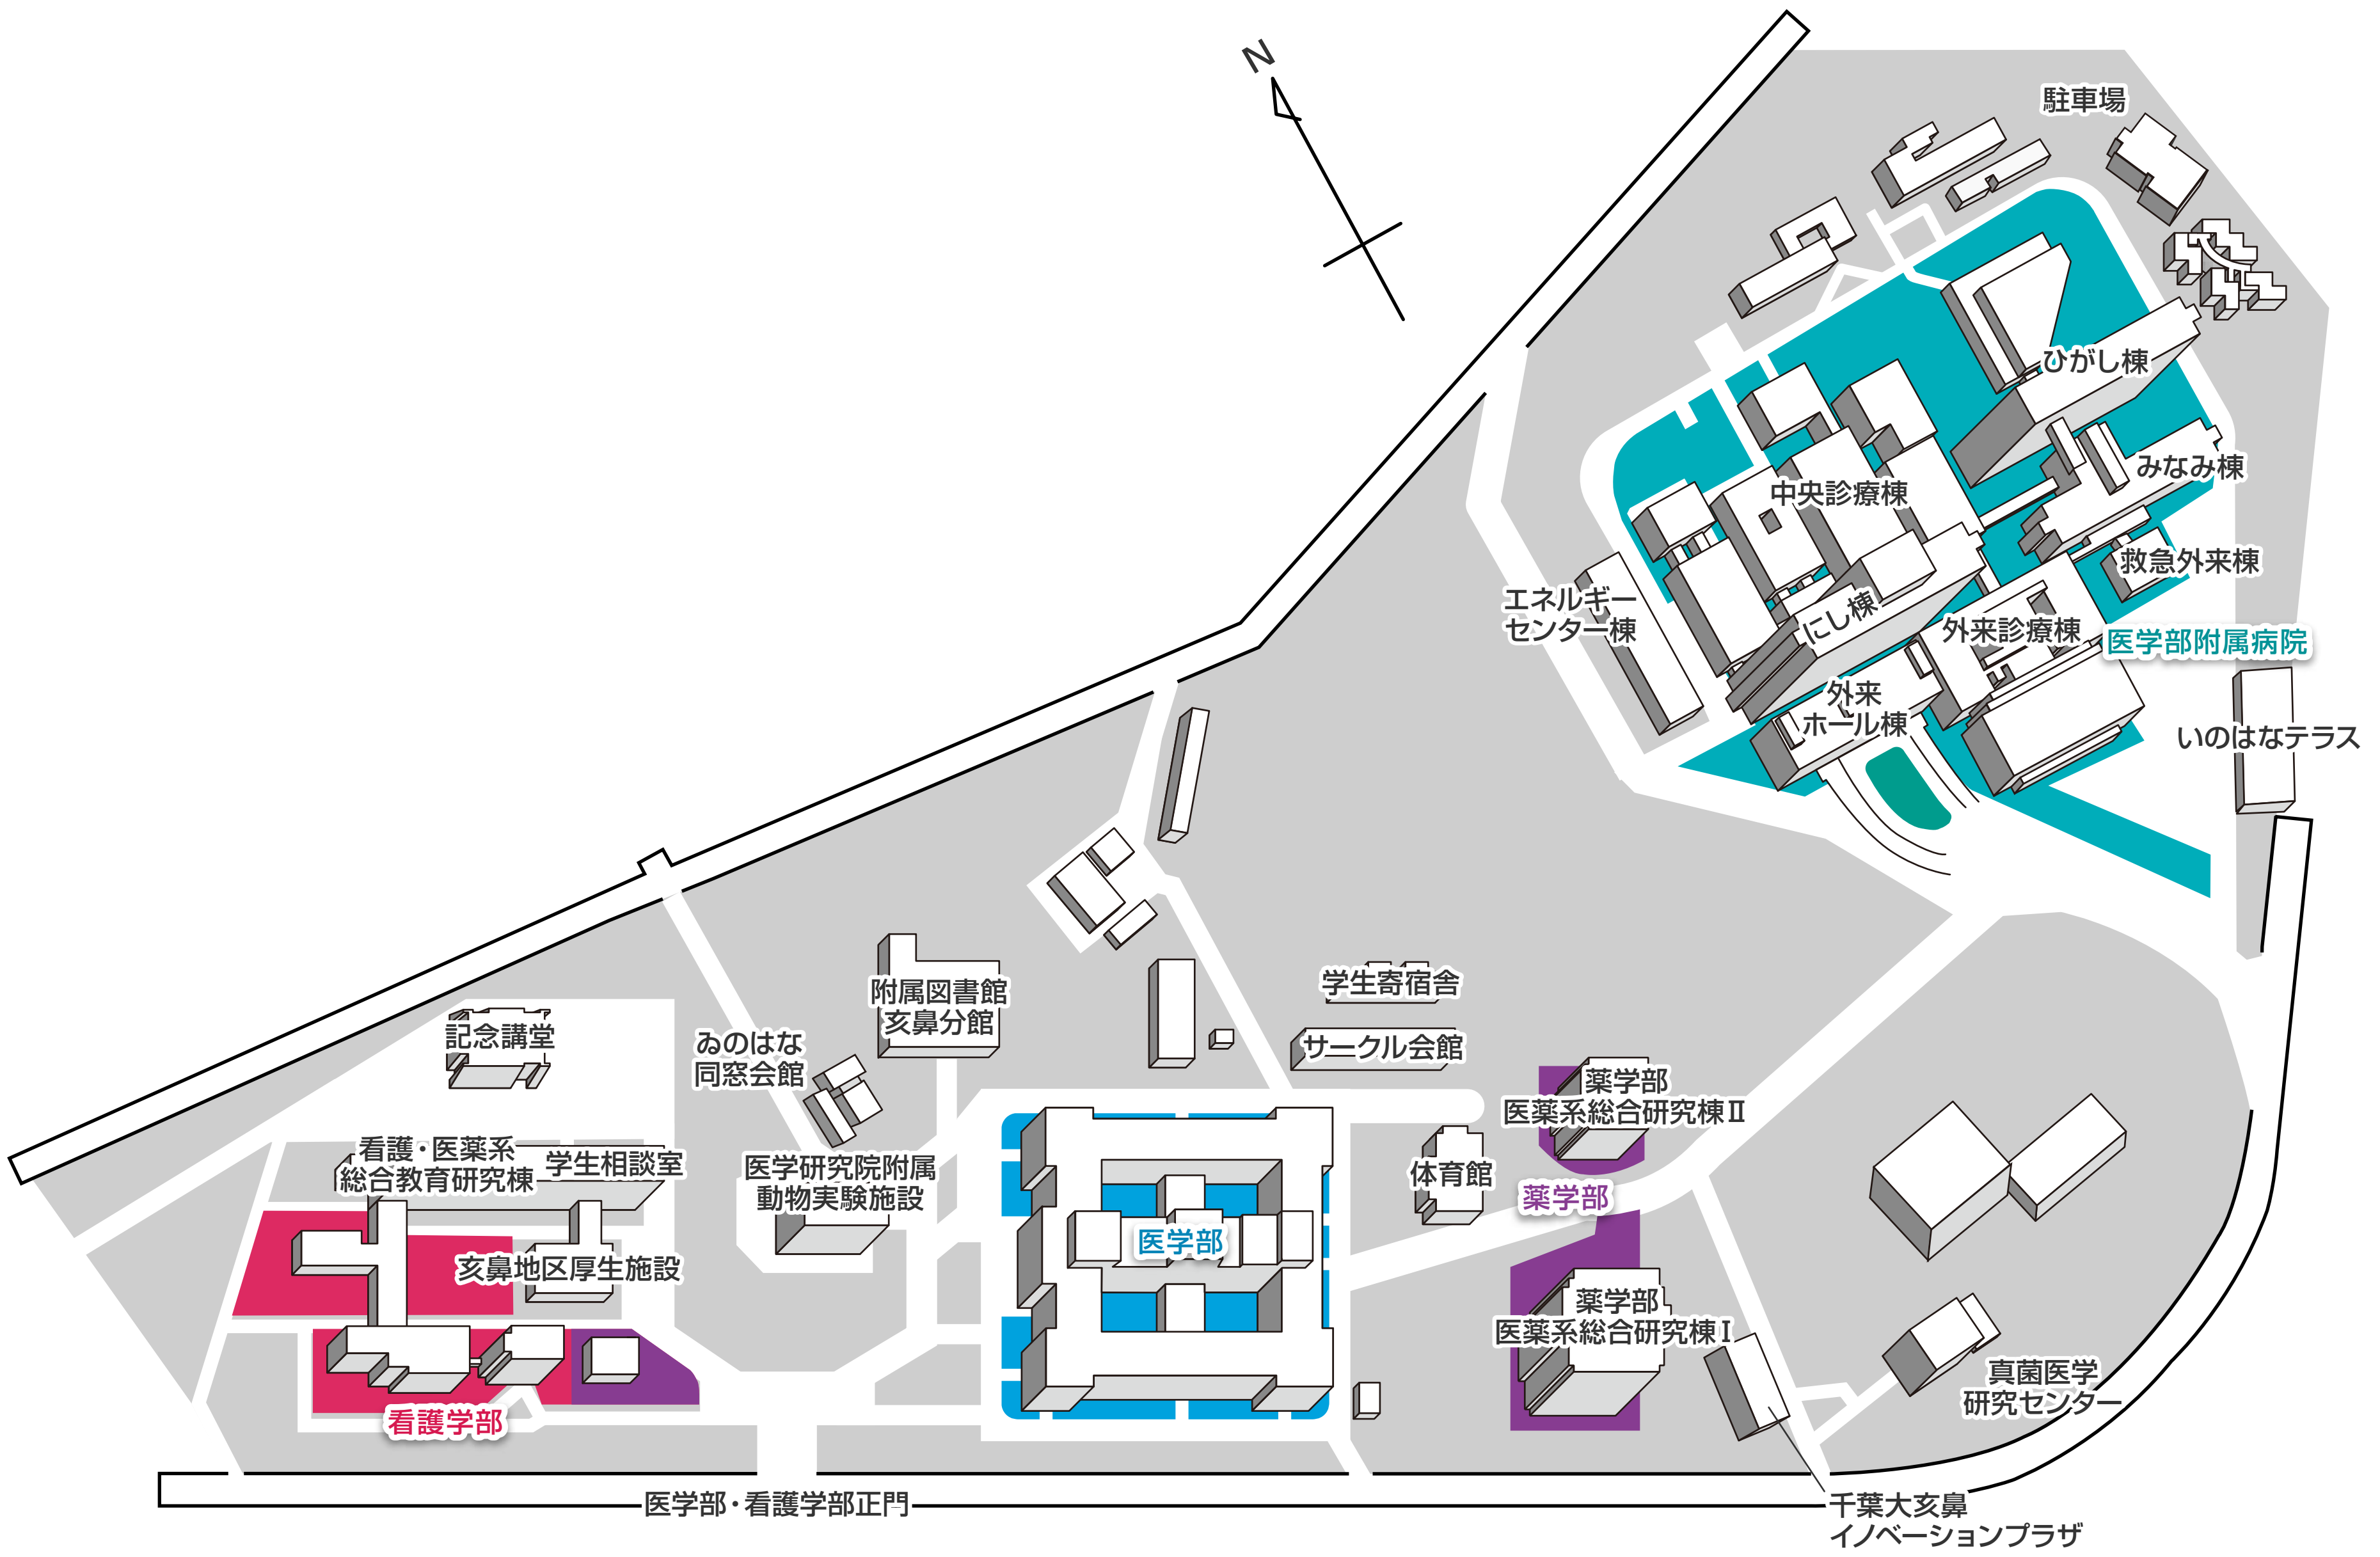 N
駐車場
ひがし棟
みなみ棟
中央診療棟
救急外来棟
エネルギー
センター棟
にし棟
外来診療棟
医学部附属病院
外来
ホール棟
いのはなテラス
附属図書館
亥鼻分館
学生寄宿舎
記念講堂
ゐのはな
同窓会館
サークル会館
薬学部
医薬系総合研究棟Ⅱ
看護・医薬系
総合教育研究棟
学生相談室
医学研究院附属
動物実験施設
体育館
薬学部
医学部
亥鼻地区厚生施設
薬学部
医薬系総合研究棟Ⅰ
真菌医学
研究センター
看護学部
医学部・看護学部正門
千葉大亥鼻
イノベーションプラザ